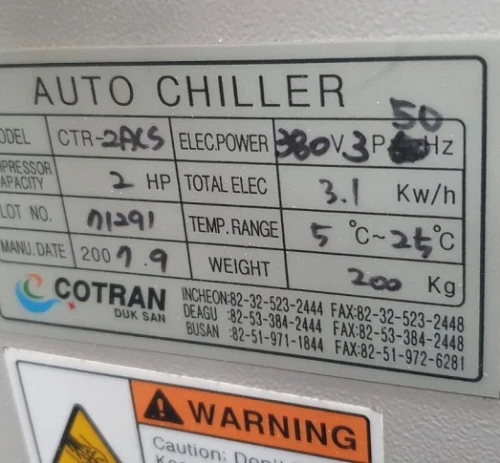 AUTO CHILLER
ODEL CTR-2ACS ELEC.POWER 380V 3P 50 Hz
MPRESSOR CAPACITY 2 HP TOTAL ELEC 3.1 Kw/h
LOT NO. 71291 TEMP. RANGE 5 °C~25°C
MANU. DATE 2007.9 WEIGHT 200 Kg
COTRAN
DUK SAN
INCHEON:82-32-523-2444 FAX:82-32-523-2448
DEAGU :82-53-384-2444 FAX:82-53-384-2448
BUSAN :82-51-971-1844 FAX:82-51-972-6281
WARNING
Caution: